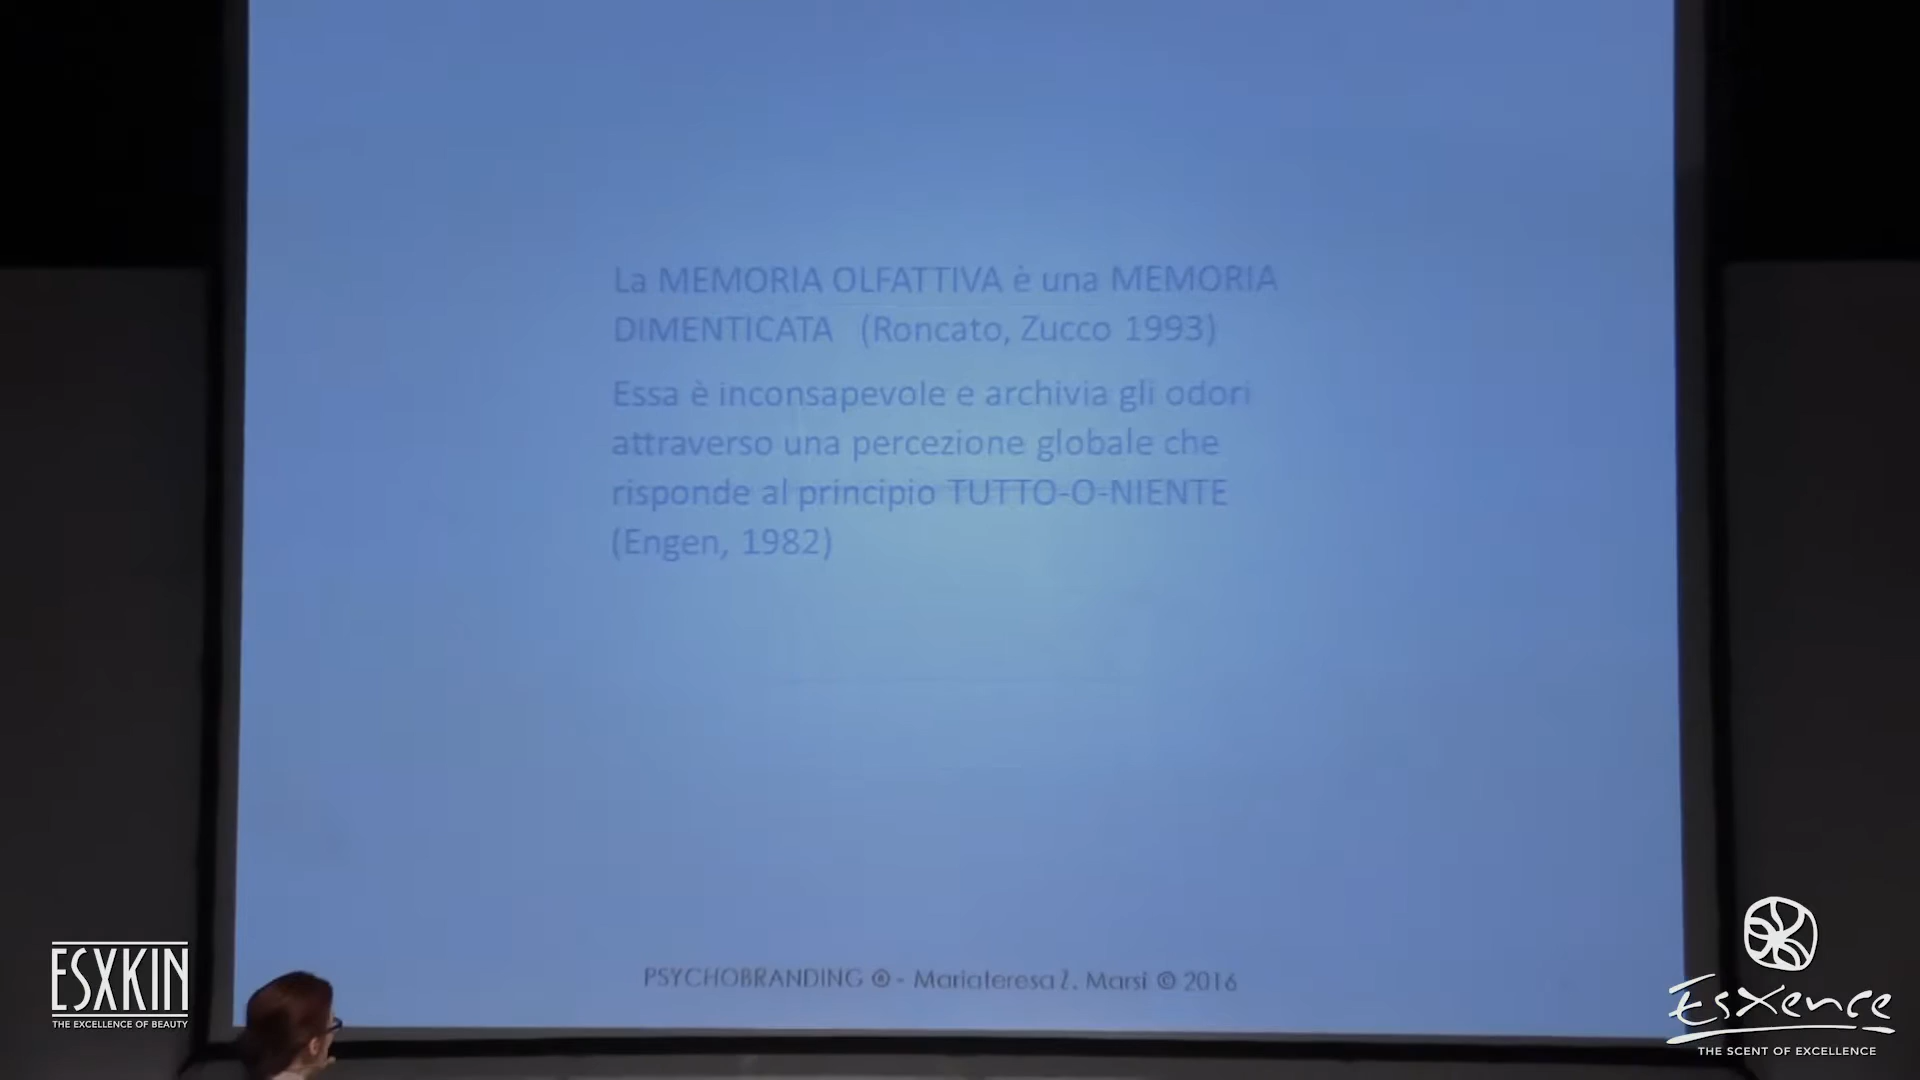 La MEMORIA OLFATTIVA è una MEMORIA
DIMENTICATA (Roncato, Zucco 1993)
Essa è inconsapevole e archivia gli odori
attraverso una percezione globale che
risponde al principio TUTTO-O-NIENTE
(Engen, 1982)
PSYCHOBRANDING ® - Mariateresa L. Marsi © 2016
ESXKIN
THE EXCELLENCE OF BEAUTY
Esxence
THE SCENT OF EXCELLENCE